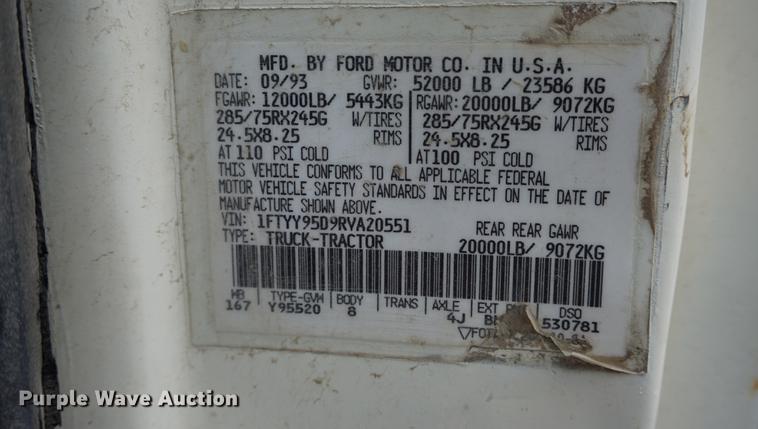 MFD. BY FORD MOTOR CO. IN U.S.A.
DATE: 09/93 GVWR: 52000 LB / 23586 KG
FGAWR: 12000LB/ 5443KG RGAWR: 20000LB/ 9072KG
285/75RX245G W/TIRES 285/75RX245G W/TIRES
24.5X8.25 RIMS 24.5X8.25 RIMS
AT 110 PSI COLD AT 100 PSI COLD
THIS VEHICLE CONFORMS TO ALL APPLICABLE FEDERAL
MOTOR VEHICLE SAFETY STANDARDS IN EFFECT ON THE DATE OF
MANUFACTURE SHOWN ABOVE.
VIN: 1FTYY95D9RVA20551 REAR REAR GAWR
TYPE: TRUCK-TRACTOR 20000LB/ 9072KG
WB TYPE-GVW BODY TRANS AXLE EXT DSO
167 Y95520 8 4J 530781
Purple Wave Auction